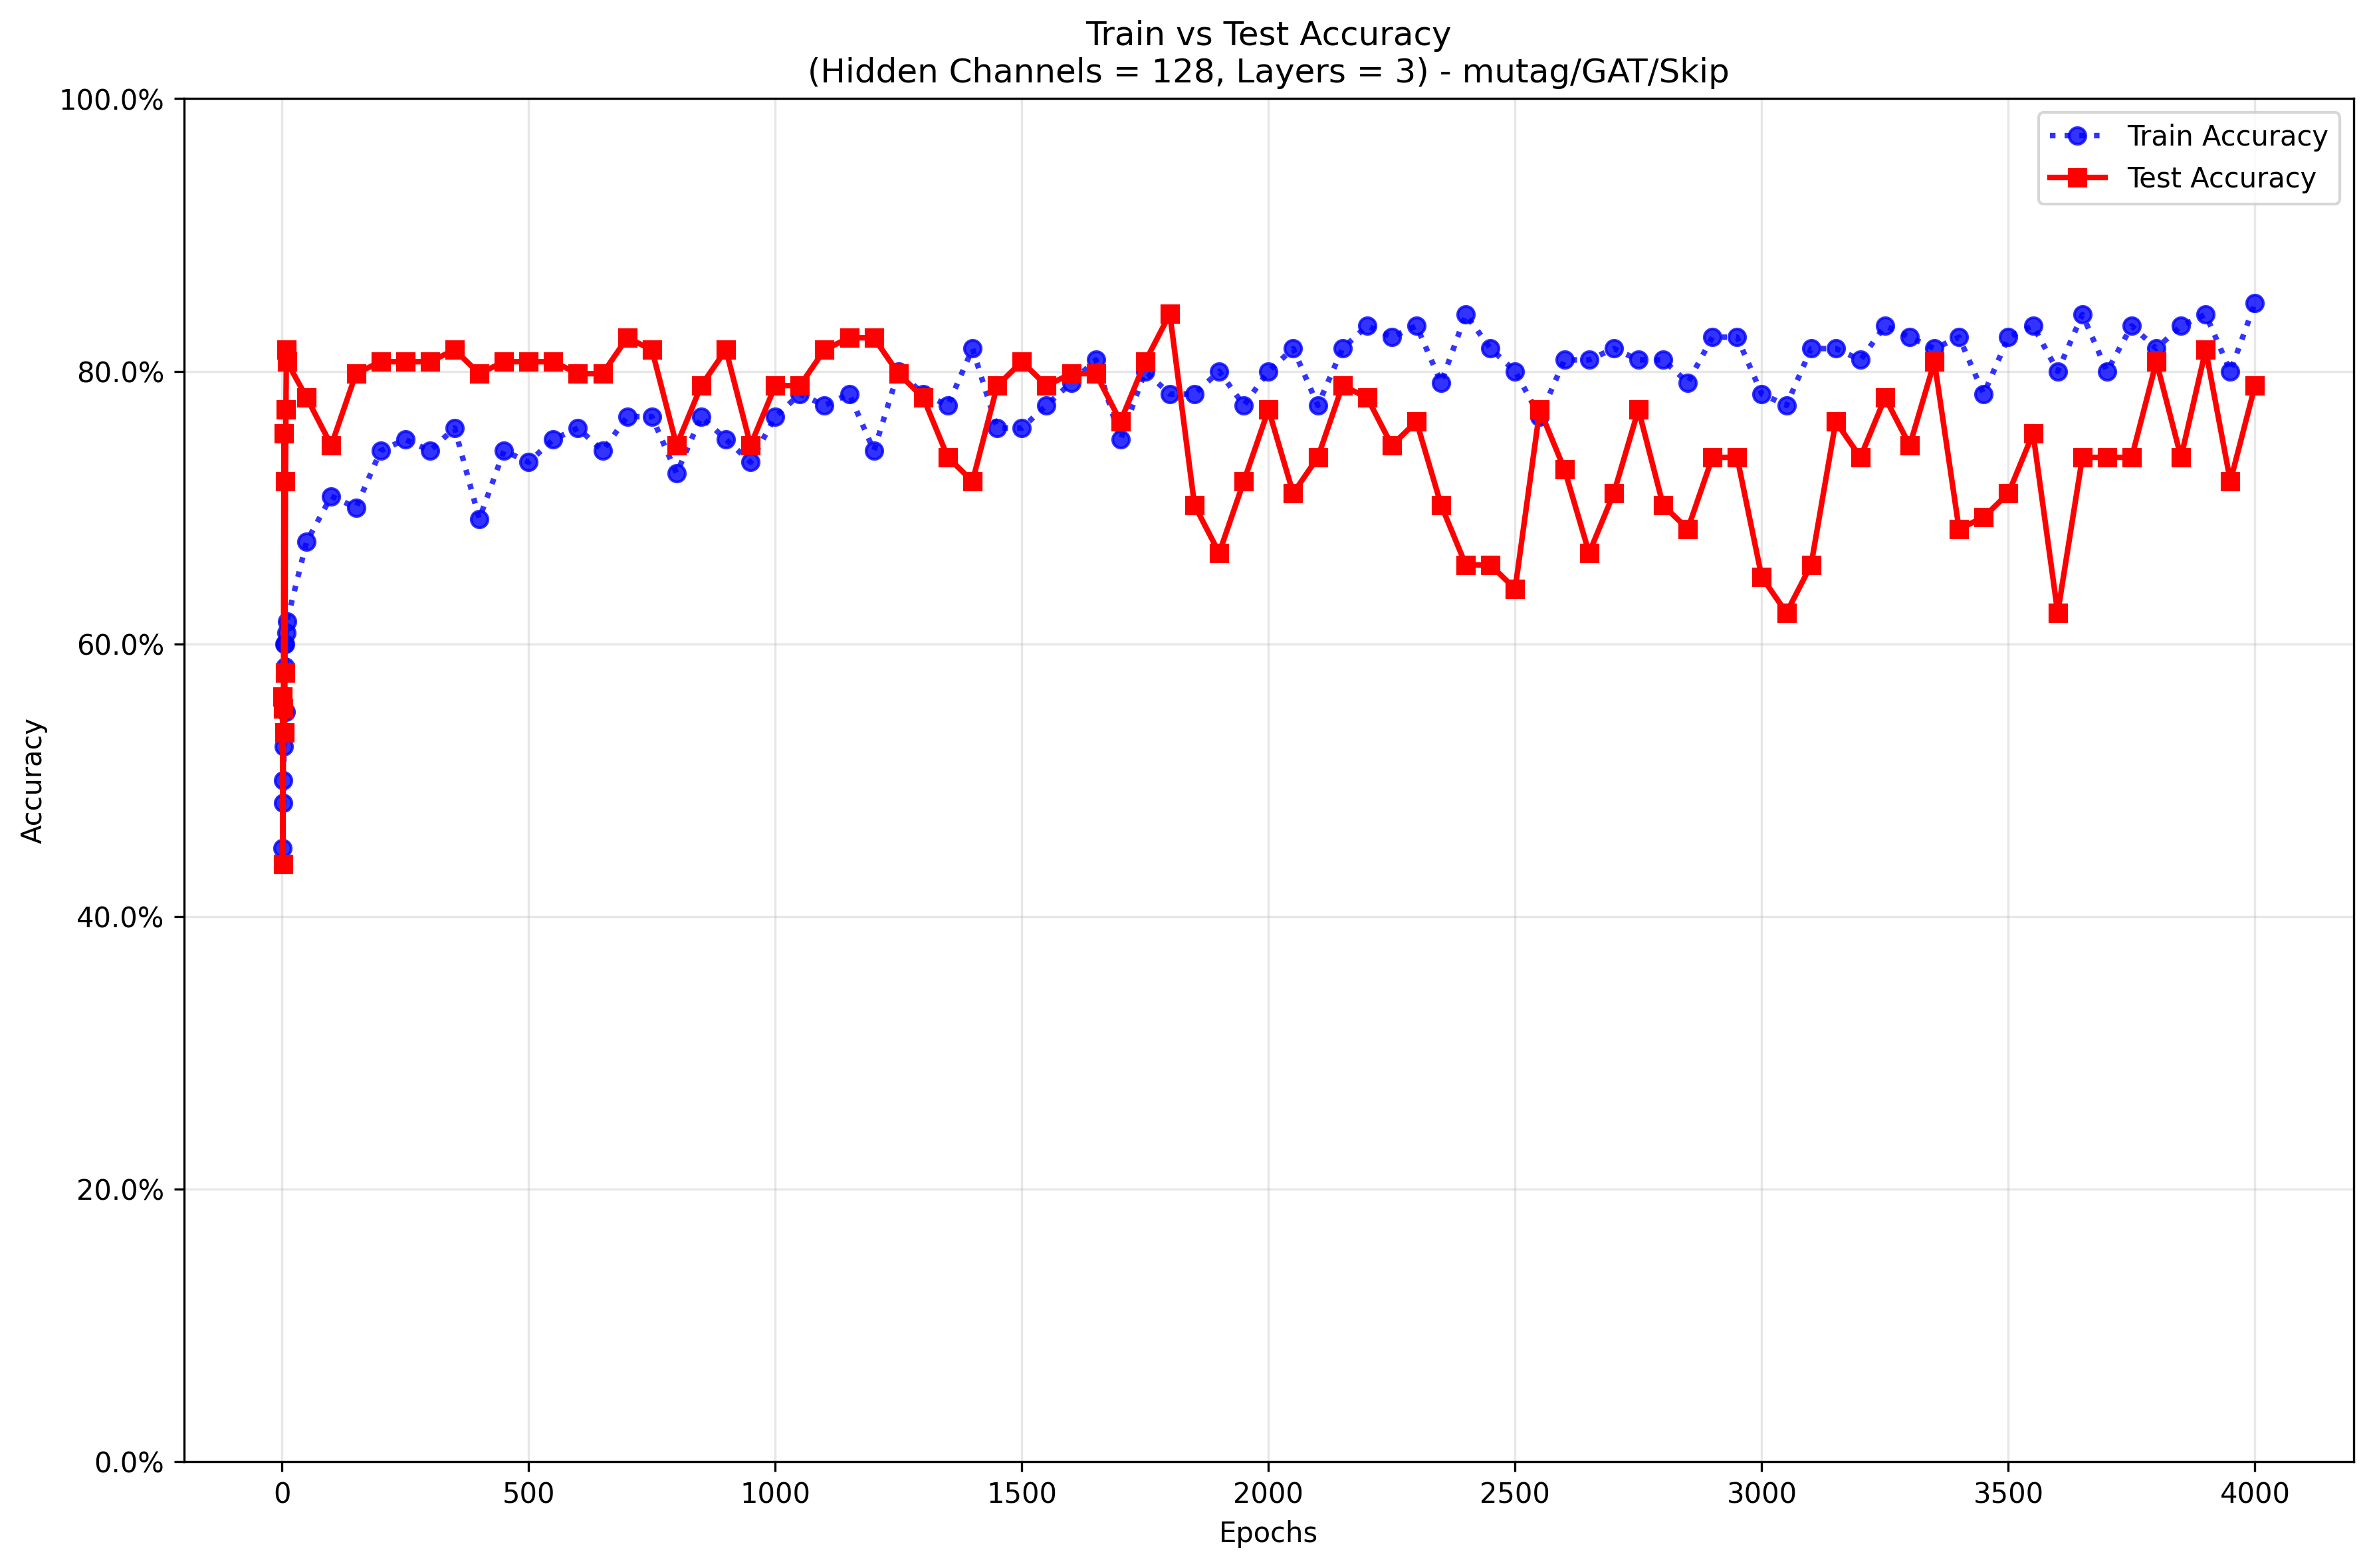 Train vs Test Accuracy
(Hidden Channels = 128, Layers = 3) - mutag/GAT/Skip
100.0%
80.0%
60.0%
40.0%
20.0%
0.0%
Accuracy
Train Accuracy
Test Accuracy
0 500 1000 1500 2000 2500 3000 3500 4000
Epochs